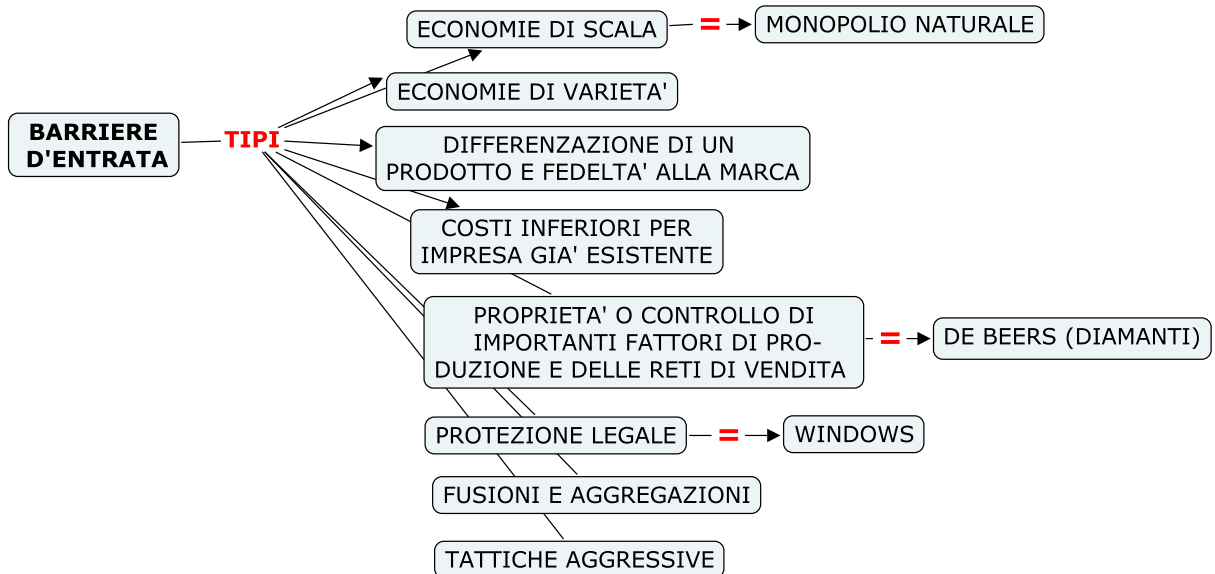 ECONOMIE DI SCALA
=
MONOPOLIO NATURALE
ECONOMIE DI VARIETA'
BARRIERE
D'ENTRATA
TIPI
DIFFERENZAZIONE DI UN
PRODOTTO E FEDELTA' ALLA MARCA
COSTI INFERIORI PER
IMPRESA GIA' ESISTENTE
PROPRIETA' O CONTROLLO DI
IMPORTANTI FATTORI DI PRO-
DUZIONE E DELLE RETI DI VENDITA
=
DE BEERS (DIAMANTI)
PROTEZIONE LEGALE
=
WINDOWS
FUSIONI E AGGREGAZIONI
TATTICHE AGGRESSIVE